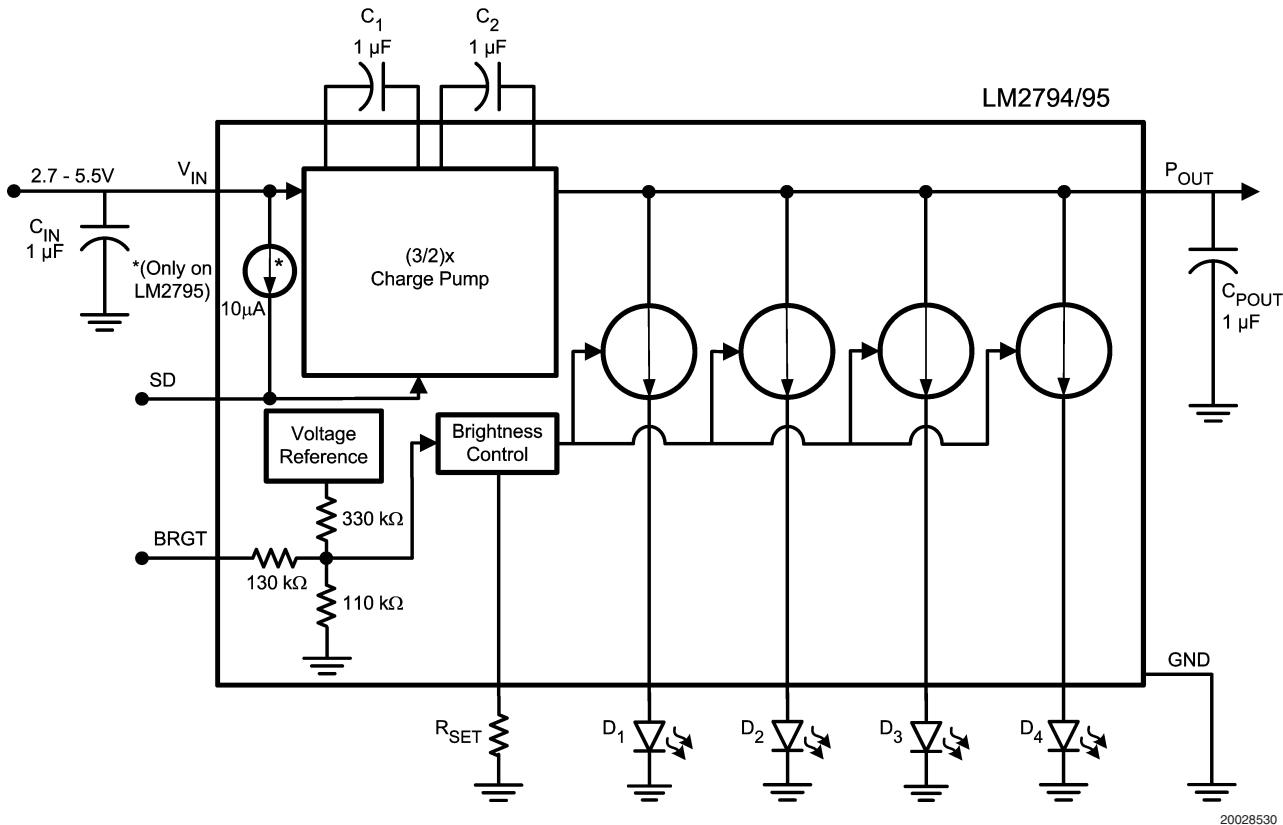 C1
1 µF
C2
1 µF
LM2794/95
2.7 - 5.5V
VIN
POUT
CIN
1 µF
*(Only on
LM2795)
*
10µA
(3/2)x
Charge Pump
CPOUT
1 µF
SD
Voltage
Reference
Brightness
Control
330 kΩ
BRGT
130 kΩ
110 kΩ
GND
RSET
D1
D2
D3
D4
20028530